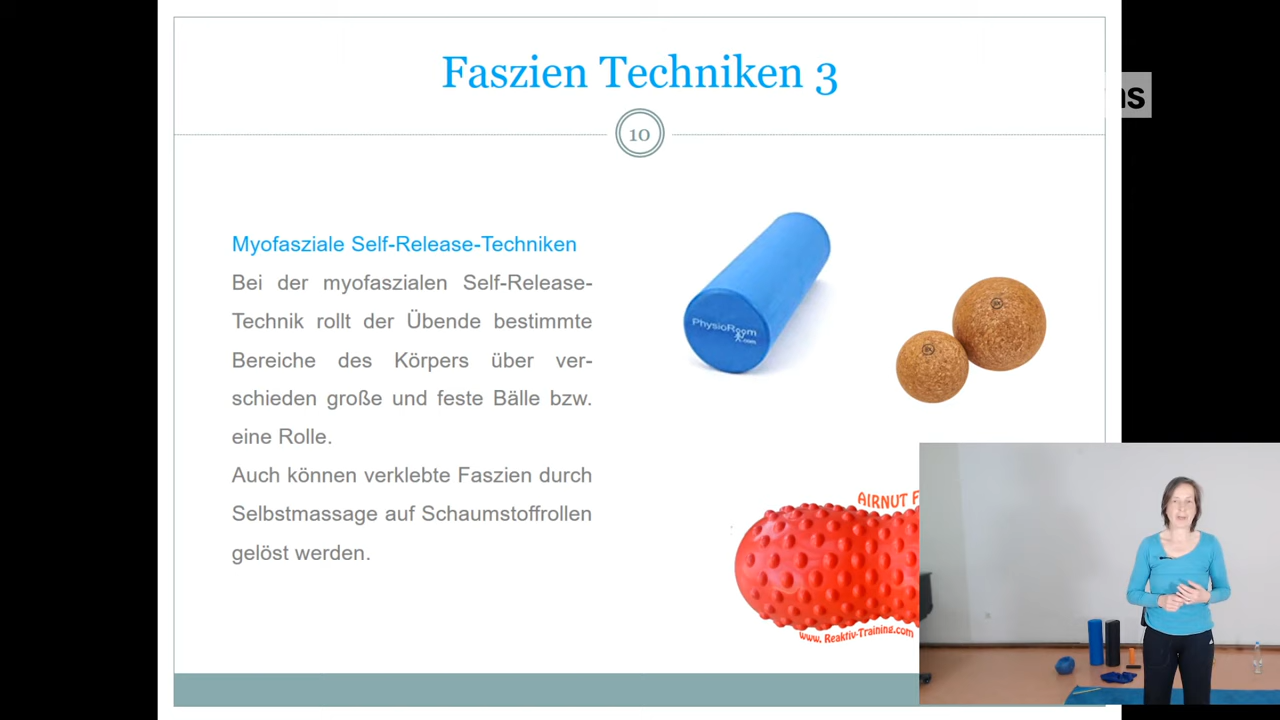 Faszien Techniken 3
ns
10
Myofasziale Self-Release-Techniken
Bei der myofaszialen Self-Release-
Technik rollt der Übende bestimmte
Bereiche des Körpers über ver-
schieden große und feste Bälle bzw.
eine Rolle.
Auch können verklebte Faszien durch
Selbstmassage auf Schaumstoffrollen
gelöst werden.
PhysioRoom
.com
AIRNUT F
www. Reaktiv-Training.com